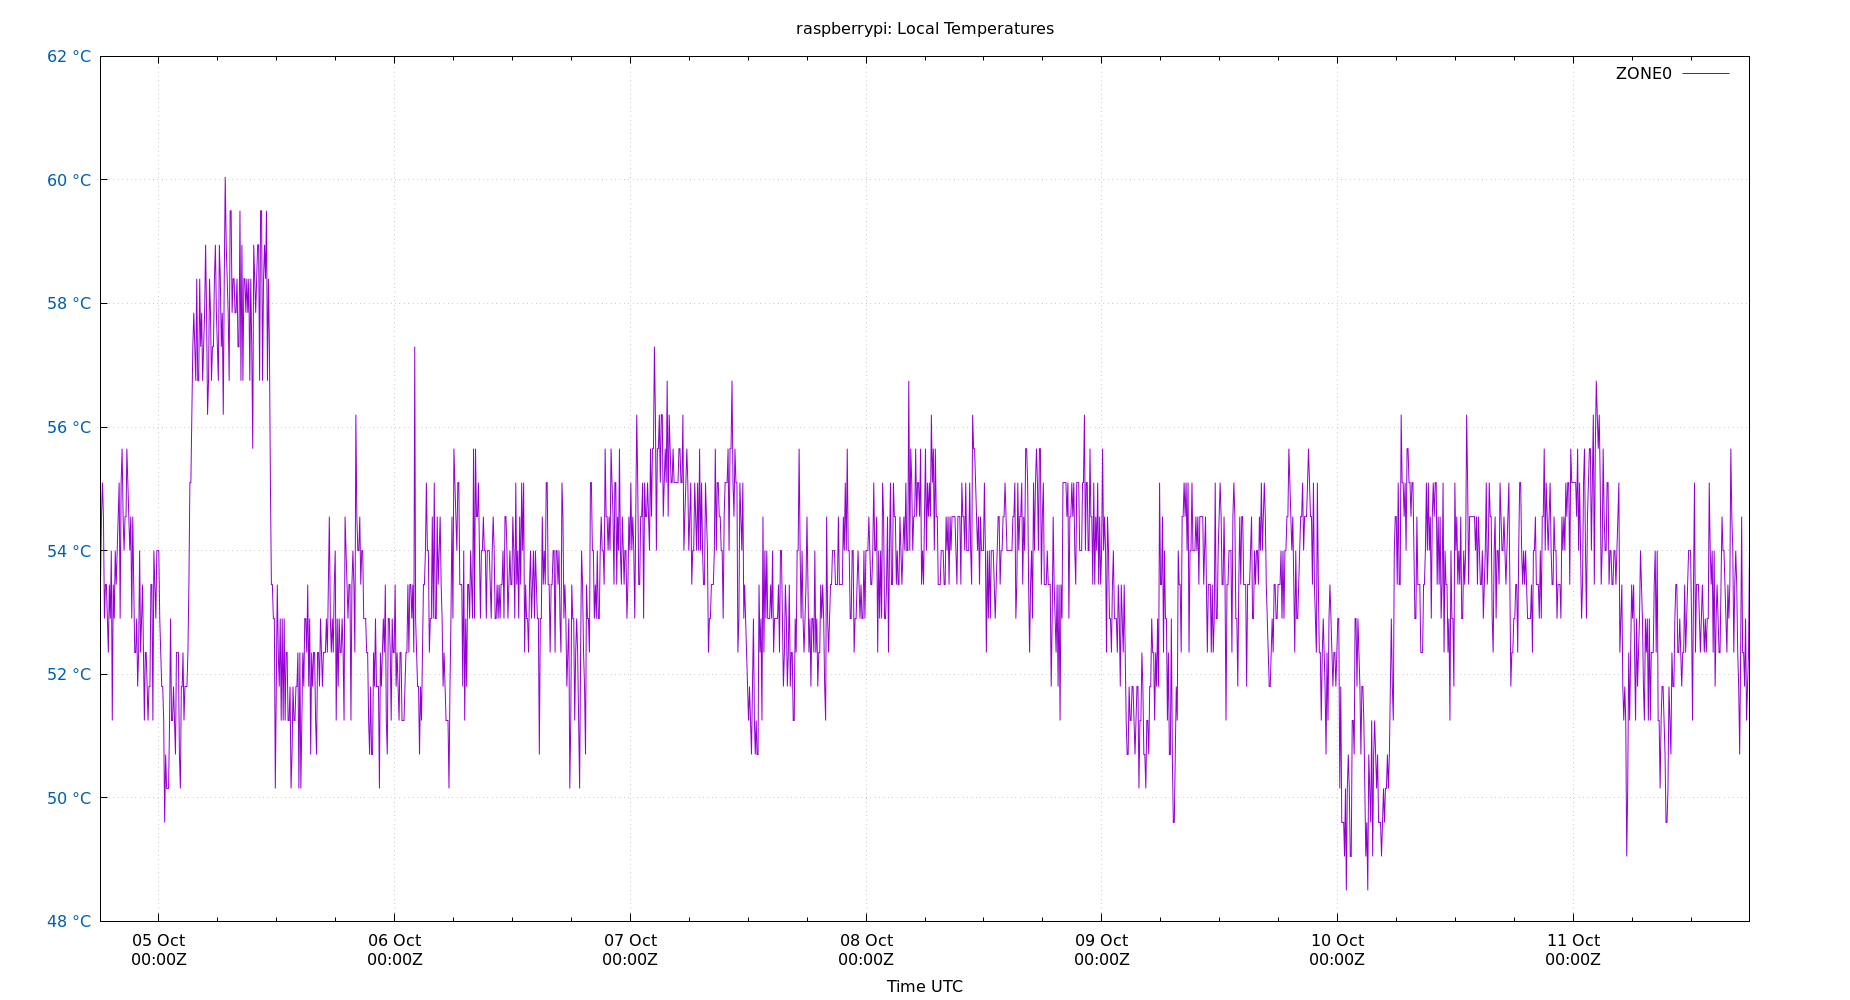 raspberrypi: Local Temperatures
62 °C
ZONE0
60 °C
58 °C
56 °C
54 °C
52 °C
50 °C
48 °C
05 Oct 06 Oct 07 Oct 08 Oct 09 Oct 10 Oct 11 Oct
00:00Z 00:00Z 00:00Z 00:00Z 00:00Z 00:00Z 00:00Z
Time UTC